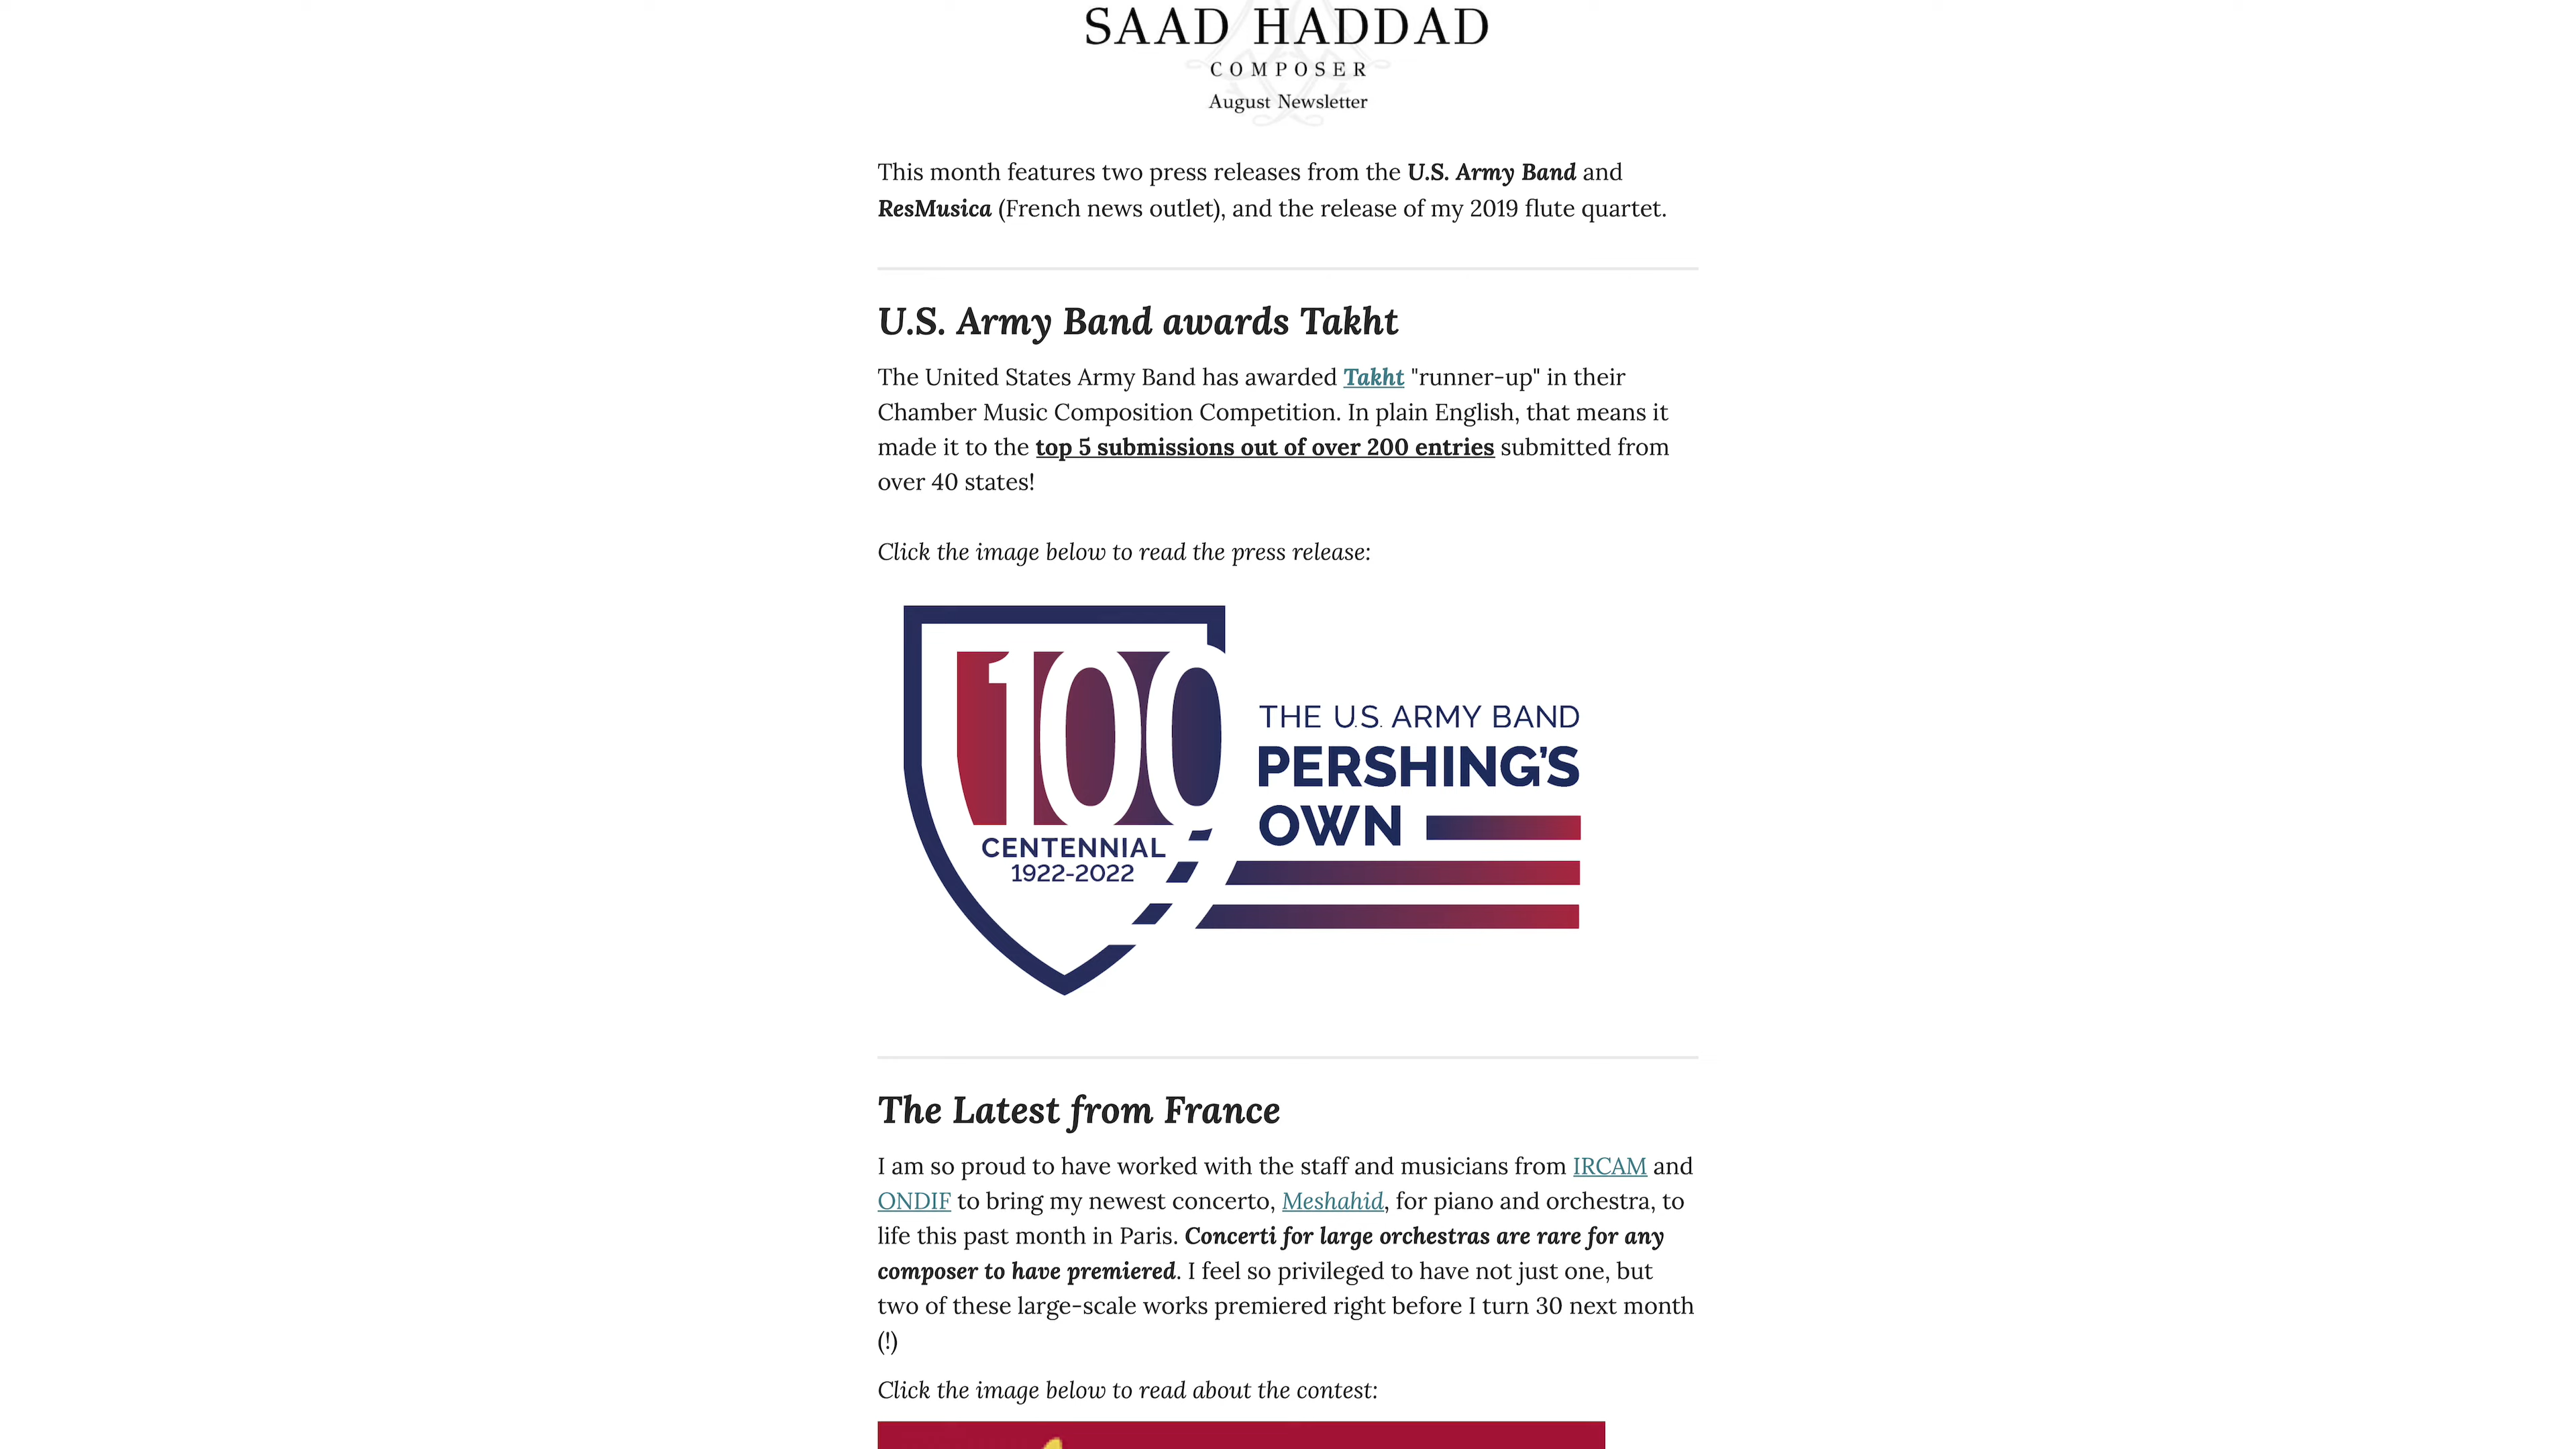 SAAD HADDAD
COMPOSER
August Newsletter
This month features two press releases from the U.S. Army Band and
ResMusica (French news outlet), and the release of my 2019 flute quartet.
U.S. Army Band awards Takht
The United States Army Band has awarded Takht "runner-up" in their
Chamber Music Composition Competition. In plain English, that means it
made it to the top 5 submissions out of over 200 entries submitted from
over 40 states!
Click the image below to read the press release:
100
CENTENNIAL
1922-2022
THE U.S. ARMY BAND
PERSHING'S
OWN
The Latest from France
I am so proud to have worked with the staff and musicians from IRCAM and
ONDIF to bring my newest concerto, Meshahid, for piano and orchestra, to
life this past month in Paris. Concerti for large orchestras are rare for any
composer to have premiered. I feel so privileged to have not just one, but
two of these large-scale works premiered right before I turn 30 next month
(!)
Click the image below to read about the contest: